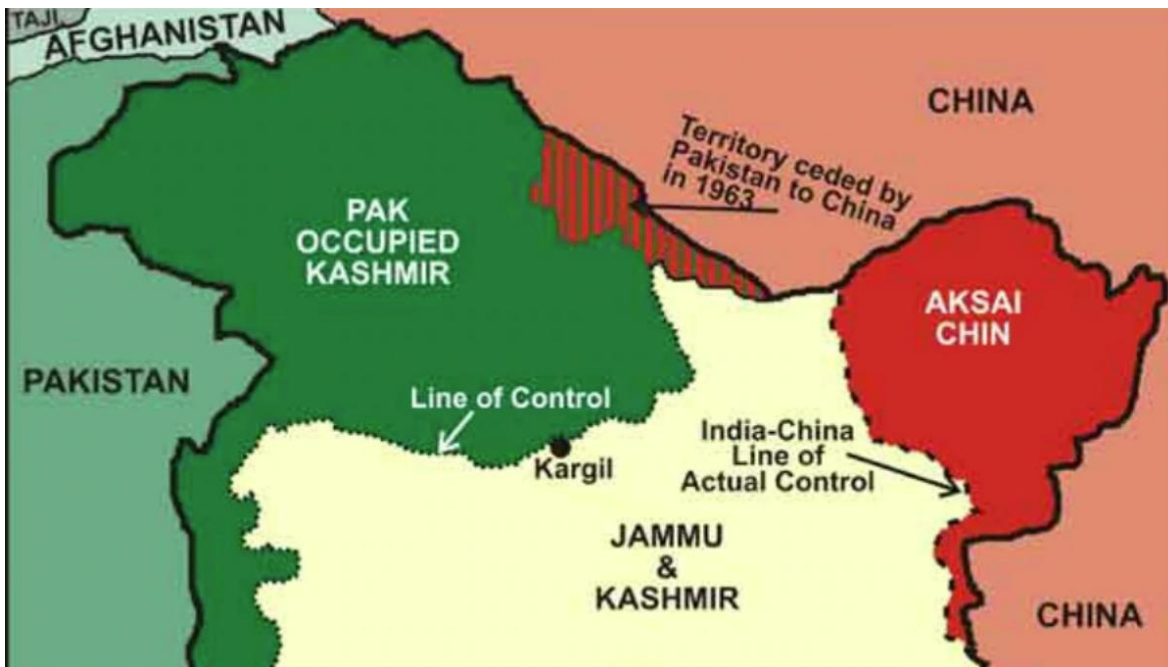 TAJI
AFGHANISTAN
CHINA
Territory ceded by
Pakistan to China
in 1963
PAK
OCCUPIED
KASHMIR
AKSAI
CHIN
PAKISTAN
Line of Control
India-China
Line of
Actual Control
Kargil
JAMMU
&
KASHMIR
CHINA